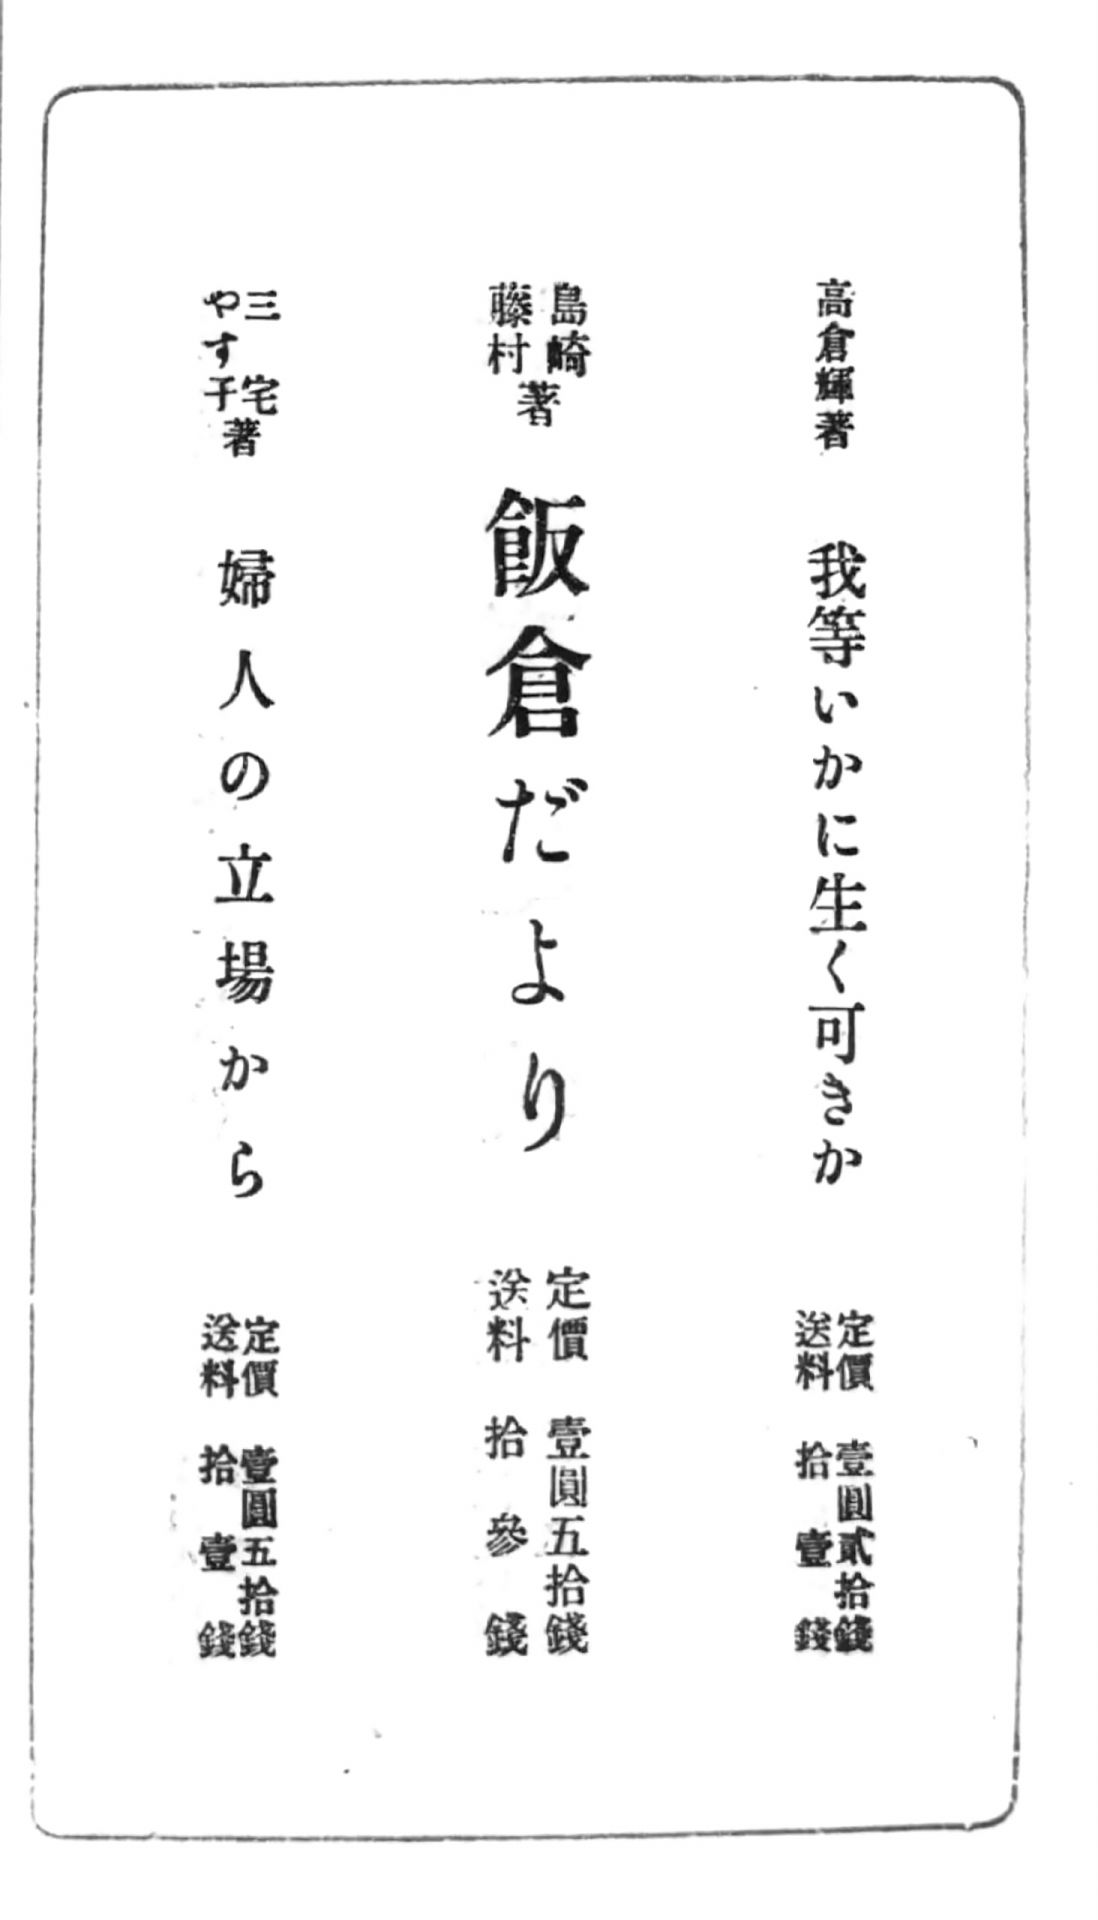 高倉輝著
我等いかに生く可きか
定價 壹圓貳拾錢
送料 拾壹錢
島崎藤村著
飯倉だより
定價 壹圓五拾錢
送料 拾參錢
三宅やす子著
婦人の立場から
定價 壹圓五拾錢
送料 拾壹錢